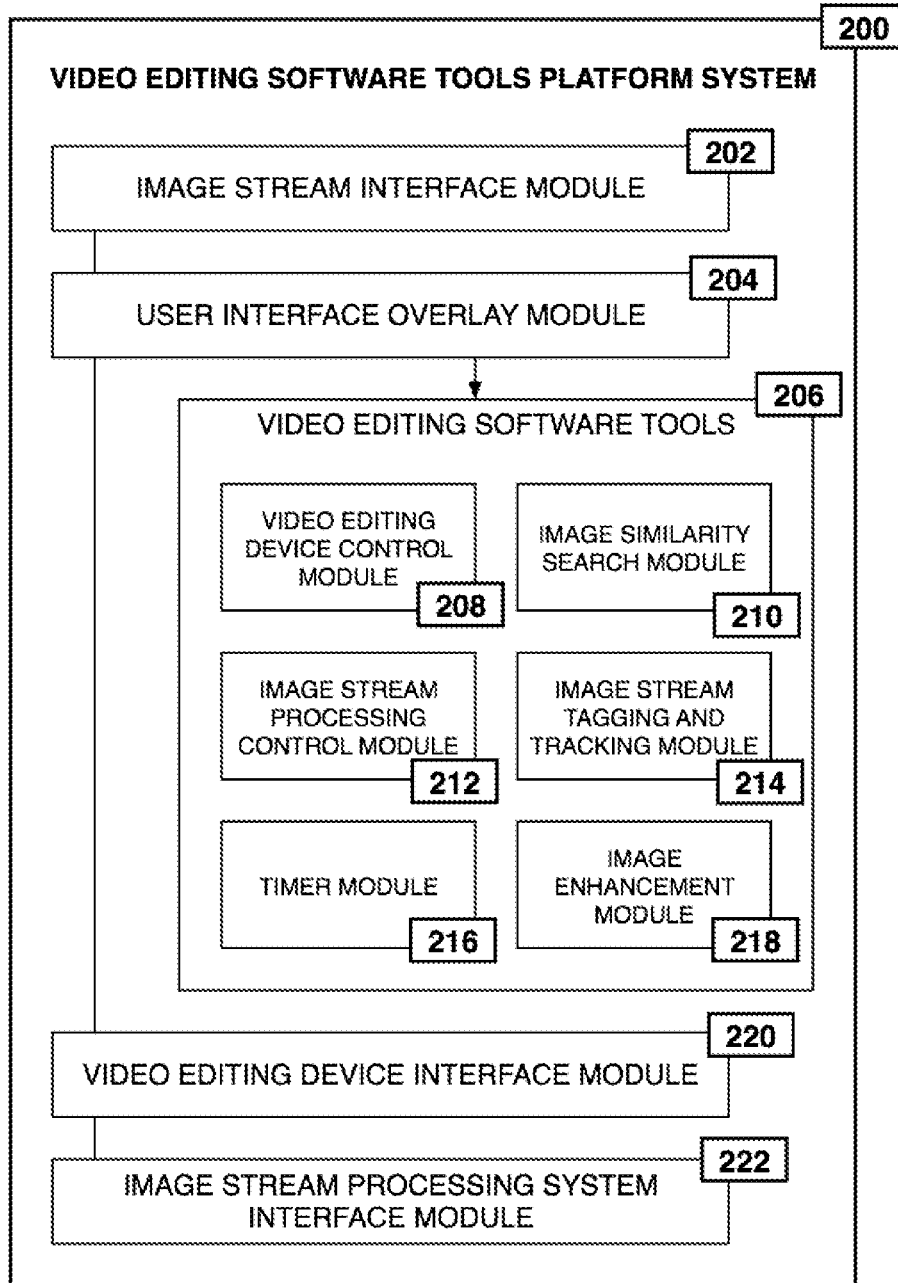 200
VIDEO EDITING SOFTWARE TOOLS PLATFORM SYSTEM
202
IMAGE STREAM INTERFACE MODULE
204
USER INTERFACE OVERLAY MODULE
206
VIDEO EDITING SOFTWARE TOOLS
VIDEO EDITING
DEVICE CONTROL
MODULE
208
IMAGE SIMILARITY
SEARCH MODULE
210
IMAGE STREAM
PROCESSING
CONTROL MODULE
212
IMAGE STREAM
TAGGING AND
TRACKING MODULE
214
TIMER MODULE
216
IMAGE
ENHANCEMENT
MODULE
218
220
VIDEO EDITING DEVICE INTERFACE MODULE
222
IMAGE STREAM PROCESSING SYSTEM
INTERFACE MODULE